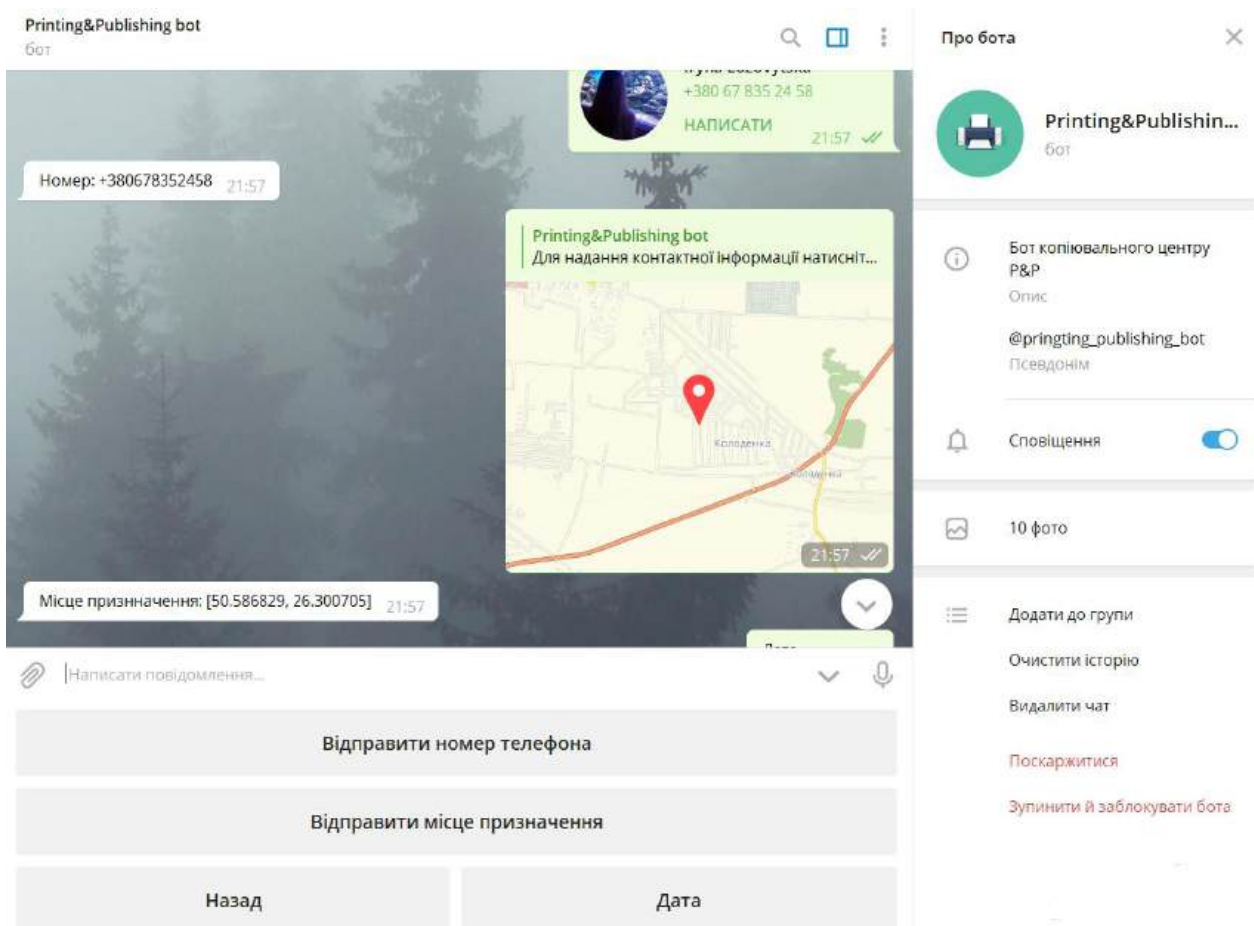 Printing&Publishing bot
бот
+380 67 835 24 58
НАПИСАТИ
21:57
Номер: +380678352458 21:57
Printing&Publishing bot
Для надання контактної інформації натисніт...
Колоденка
Колоденка
21:57
Місце признначення: [50.586829, 26.300705] 21:57
Дата
Написати повідомлення...
Відправити номер телефона
Відправити місце призначення
Назад
Дата
Про бота
Printing&Publishin...
бот
Бот копіювального центру
P&P
Опис
@pringting_publishing_bot
Псевдонім
Сповіщення
10 фото
Додати до групи
Очистити історію
Видалити чат
Поскаржитися
Зупинити й заблокувати бота